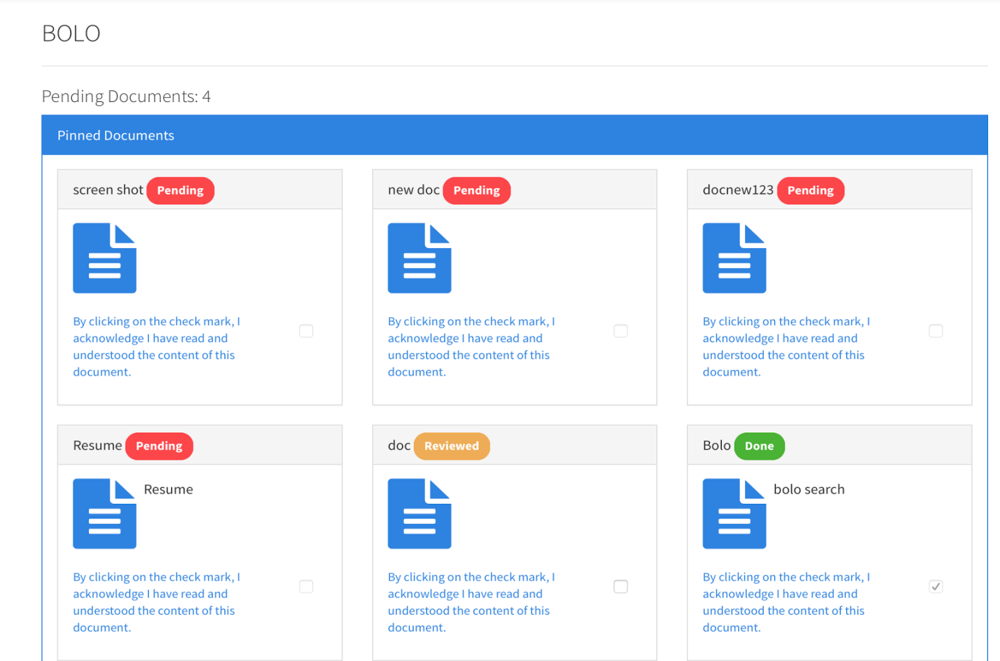 BOLO
Pending Documents: 4
Pinned Documents
screen shot Pending
By clicking on the check mark, I
acknowledge I have read and
understood the content of this
document.
new doc Pending
By clicking on the check mark, I
acknowledge I have read and
understood the content of this
document.
docnew123 Pending
By clicking on the check mark, I
acknowledge I have read and
understood the content of this
document.
Resume Pending
Resume
By clicking on the check mark, I
acknowledge I have read and
understood the content of this
document.
doc Reviewed
By clicking on the check mark, I
acknowledge I have read and
understood the content of this
document.
Bolo Done
bolo search
By clicking on the check mark, I
acknowledge I have read and
understood the content of this
document.